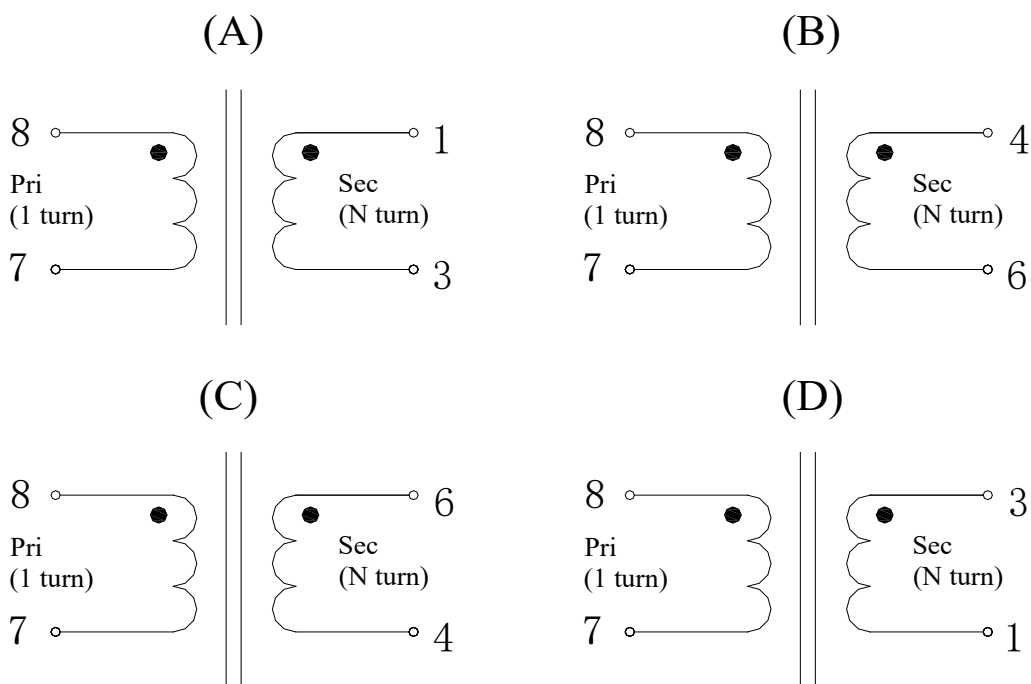 (A)
8
1
Pri
(1 turn)
Sec
(N turn)
7
3
(B)
8
4
Pri
(1 turn)
Sec
(N turn)
7
6
(C)
8
6
Pri
(1 turn)
Sec
(N turn)
7
4
(D)
8
3
Pri
(1 turn)
Sec
(N turn)
7
1